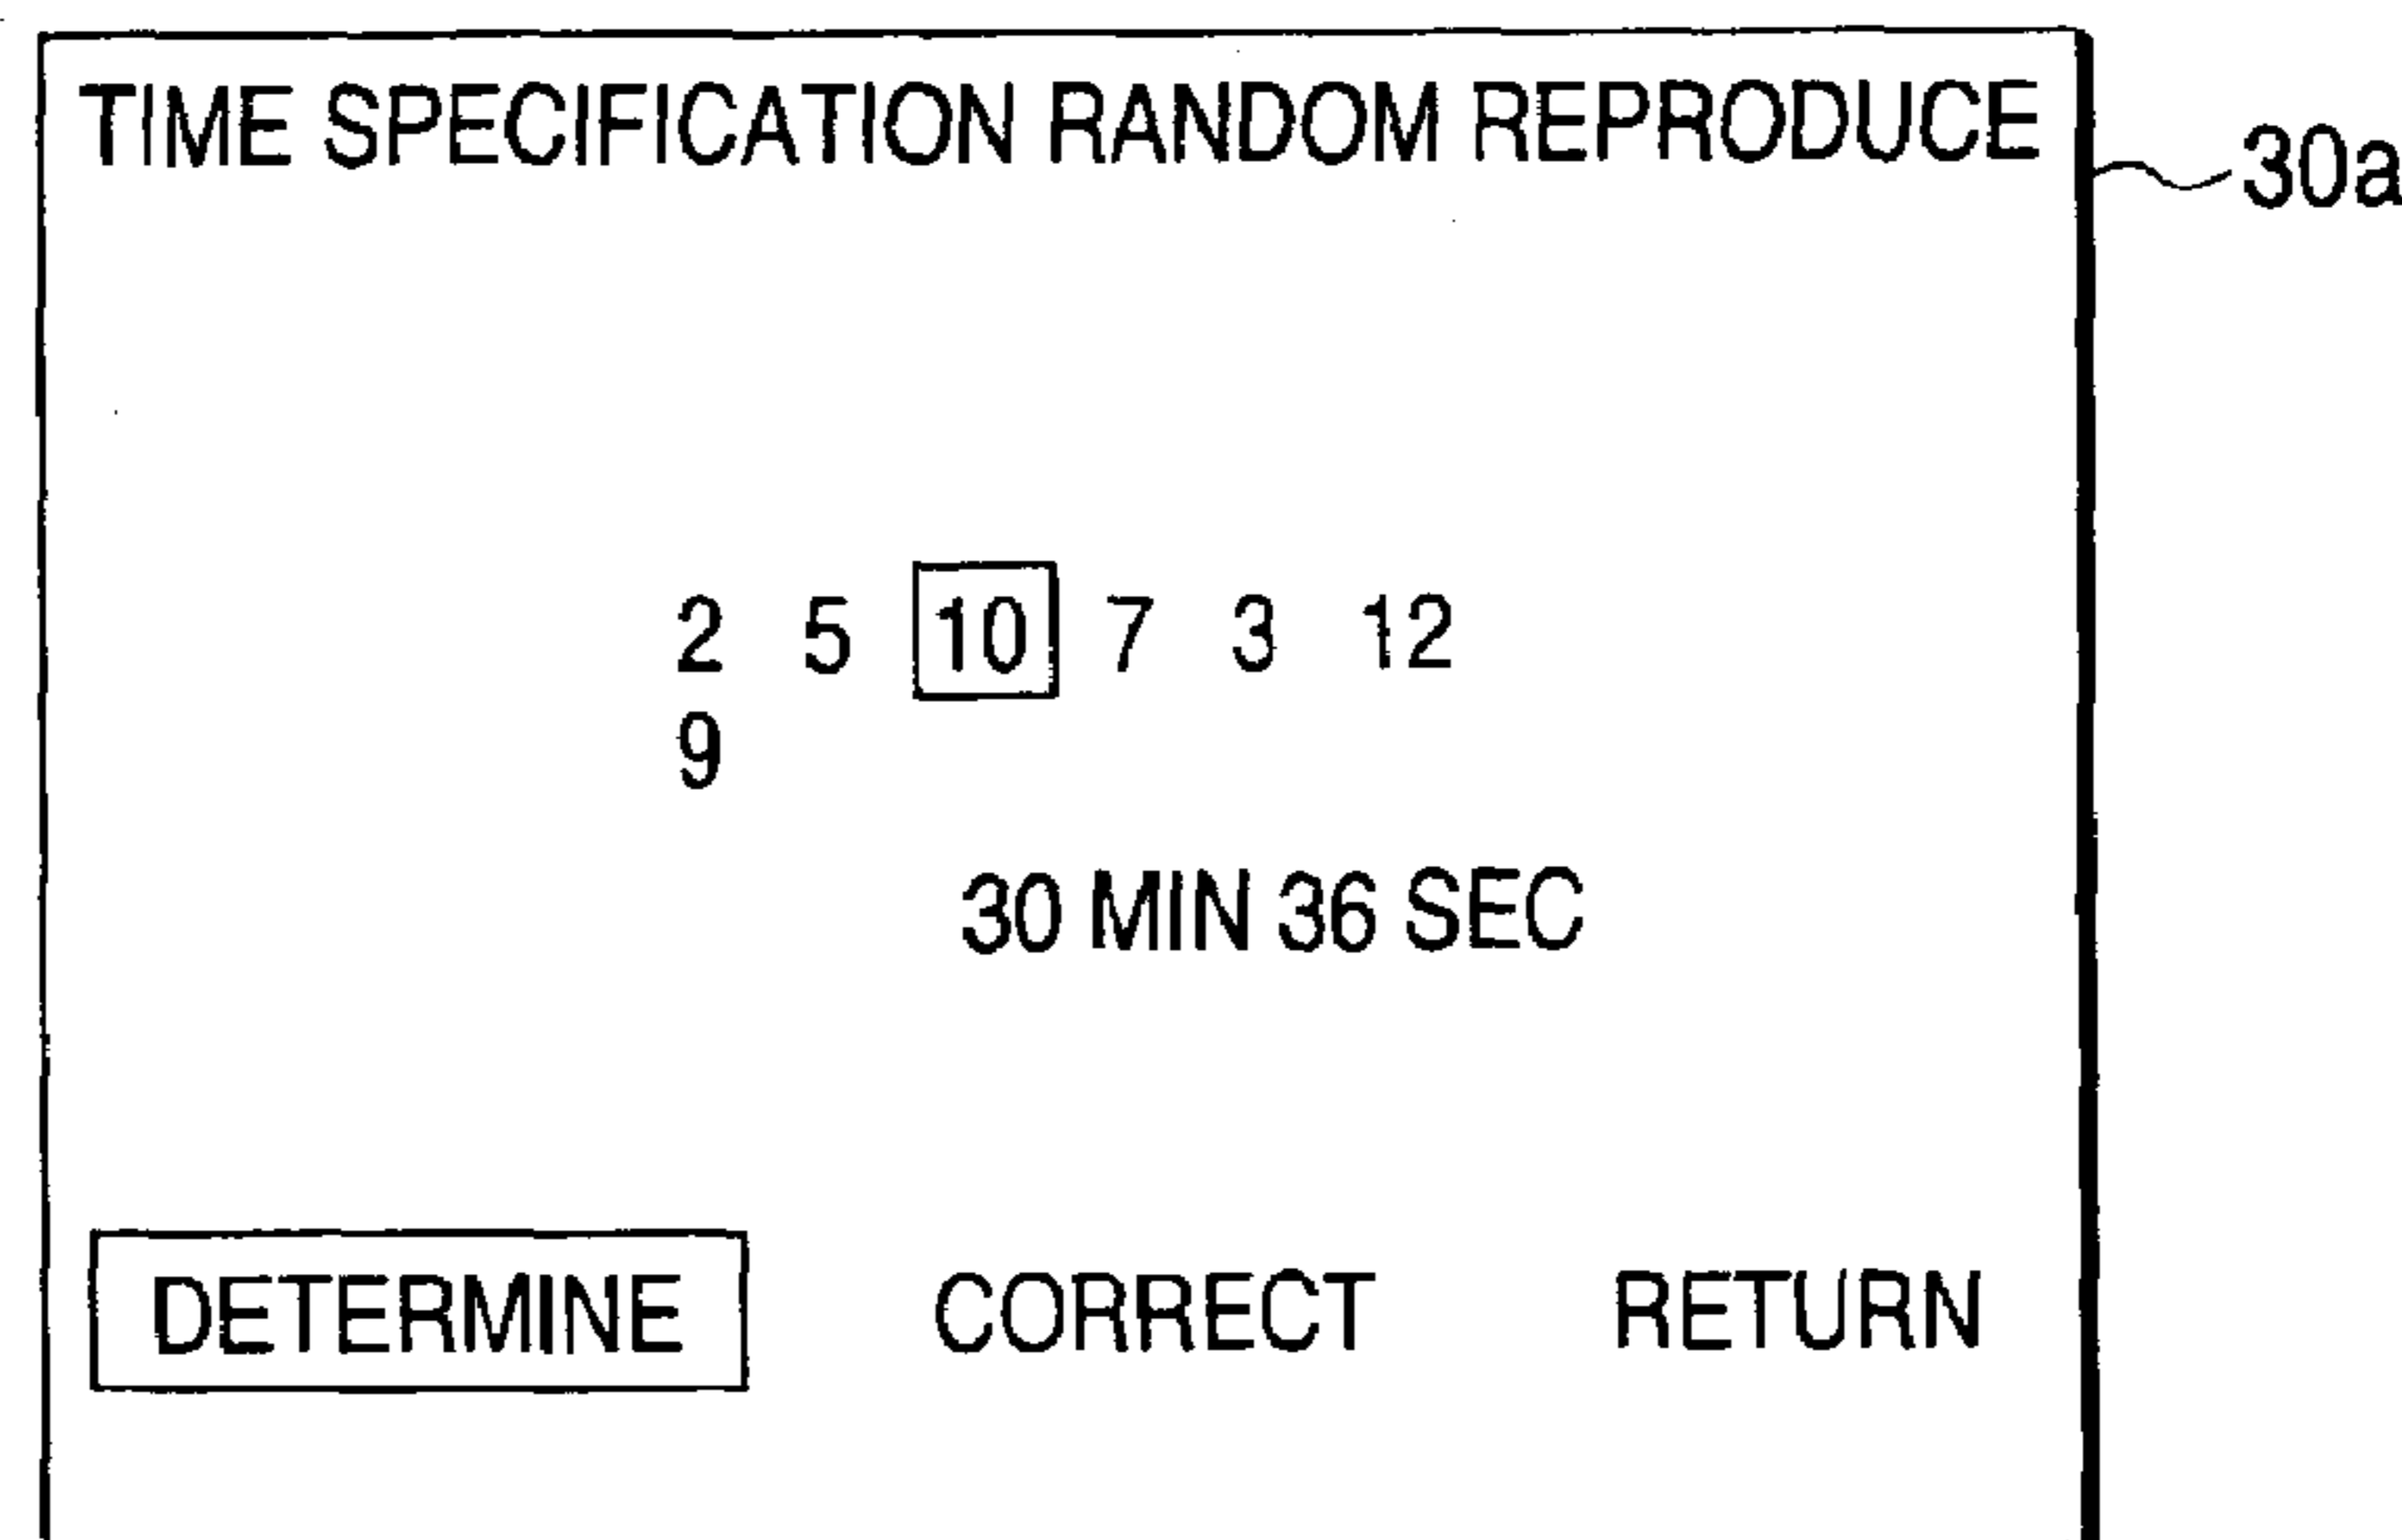 TIME SPECIFICATION RANDOM REPRODUCE
30a
2 5 10 7 3 12
9
30 MIN 36 SEC
DETERMINE CORRECT RETURN